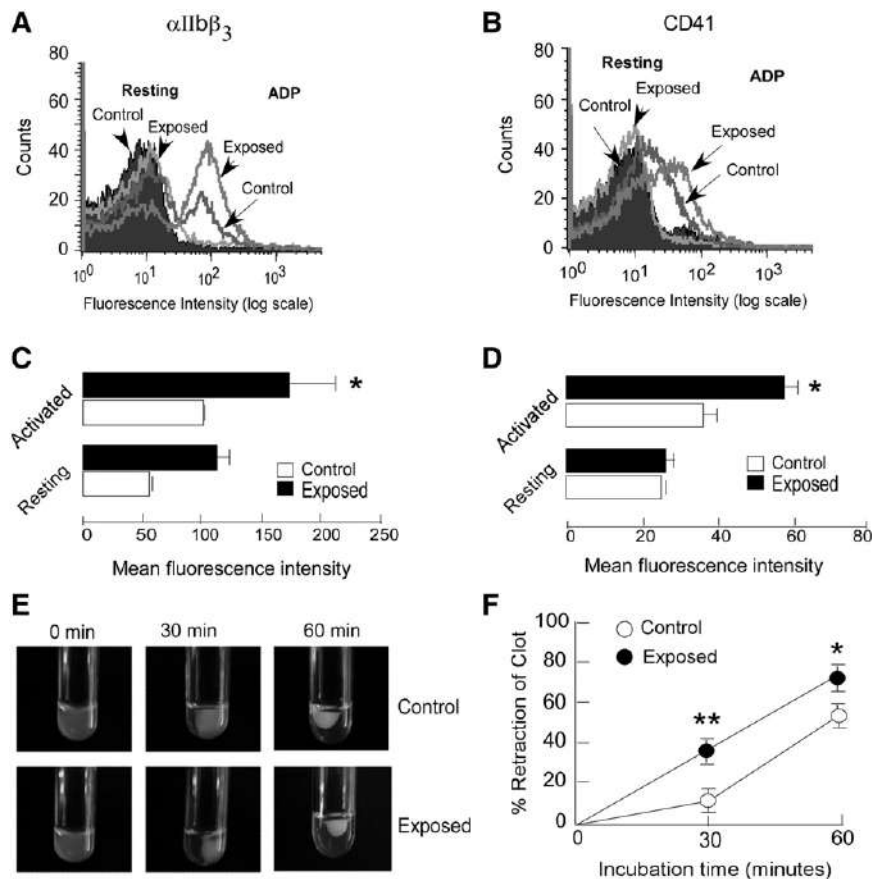 A
αIIbβ3
80
60
40
20
0
Counts
Resting
ADP
Control
Exposed
Exposed
Control
10^0
10^1
10^2
10^3
Fluorescence Intensity (log scale)
B
CD41
80
60
40
20
0
Counts
Resting
ADP
Exposed
Control
Exposed
Control
10^0
10^1
10^2
10^3
Fluorescence Intensity (log scale)
C
Activated
*
Resting
Control
Exposed
0 50 100 150 200 250
Mean fluorescence intensity
D
Activated
*
Resting
Control
Exposed
0 20 40 60 80
Mean fluorescence intensity
E
0 min 30 min 60 min
Control
Exposed
F
% Retraction of Clot
100
80
60
40
20
0
Control
Exposed
**
*
0 30 60
Incubation time (minutes)